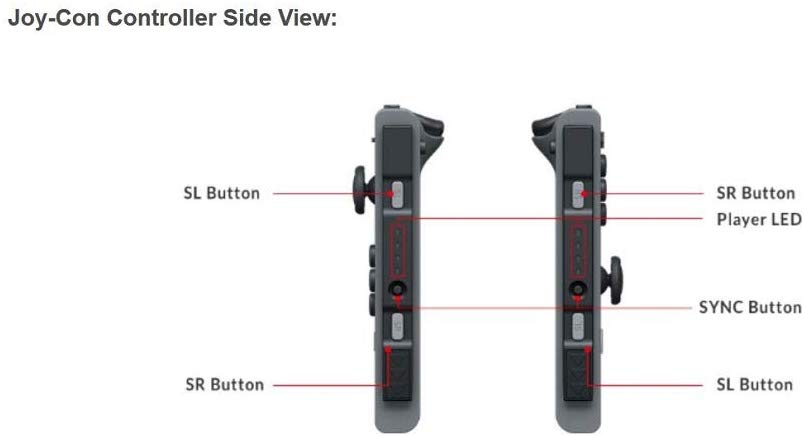 Joy-Con Controller Side View:
SL Button
SR Button
Player LED
SYNC Button
SR Button
SL Button